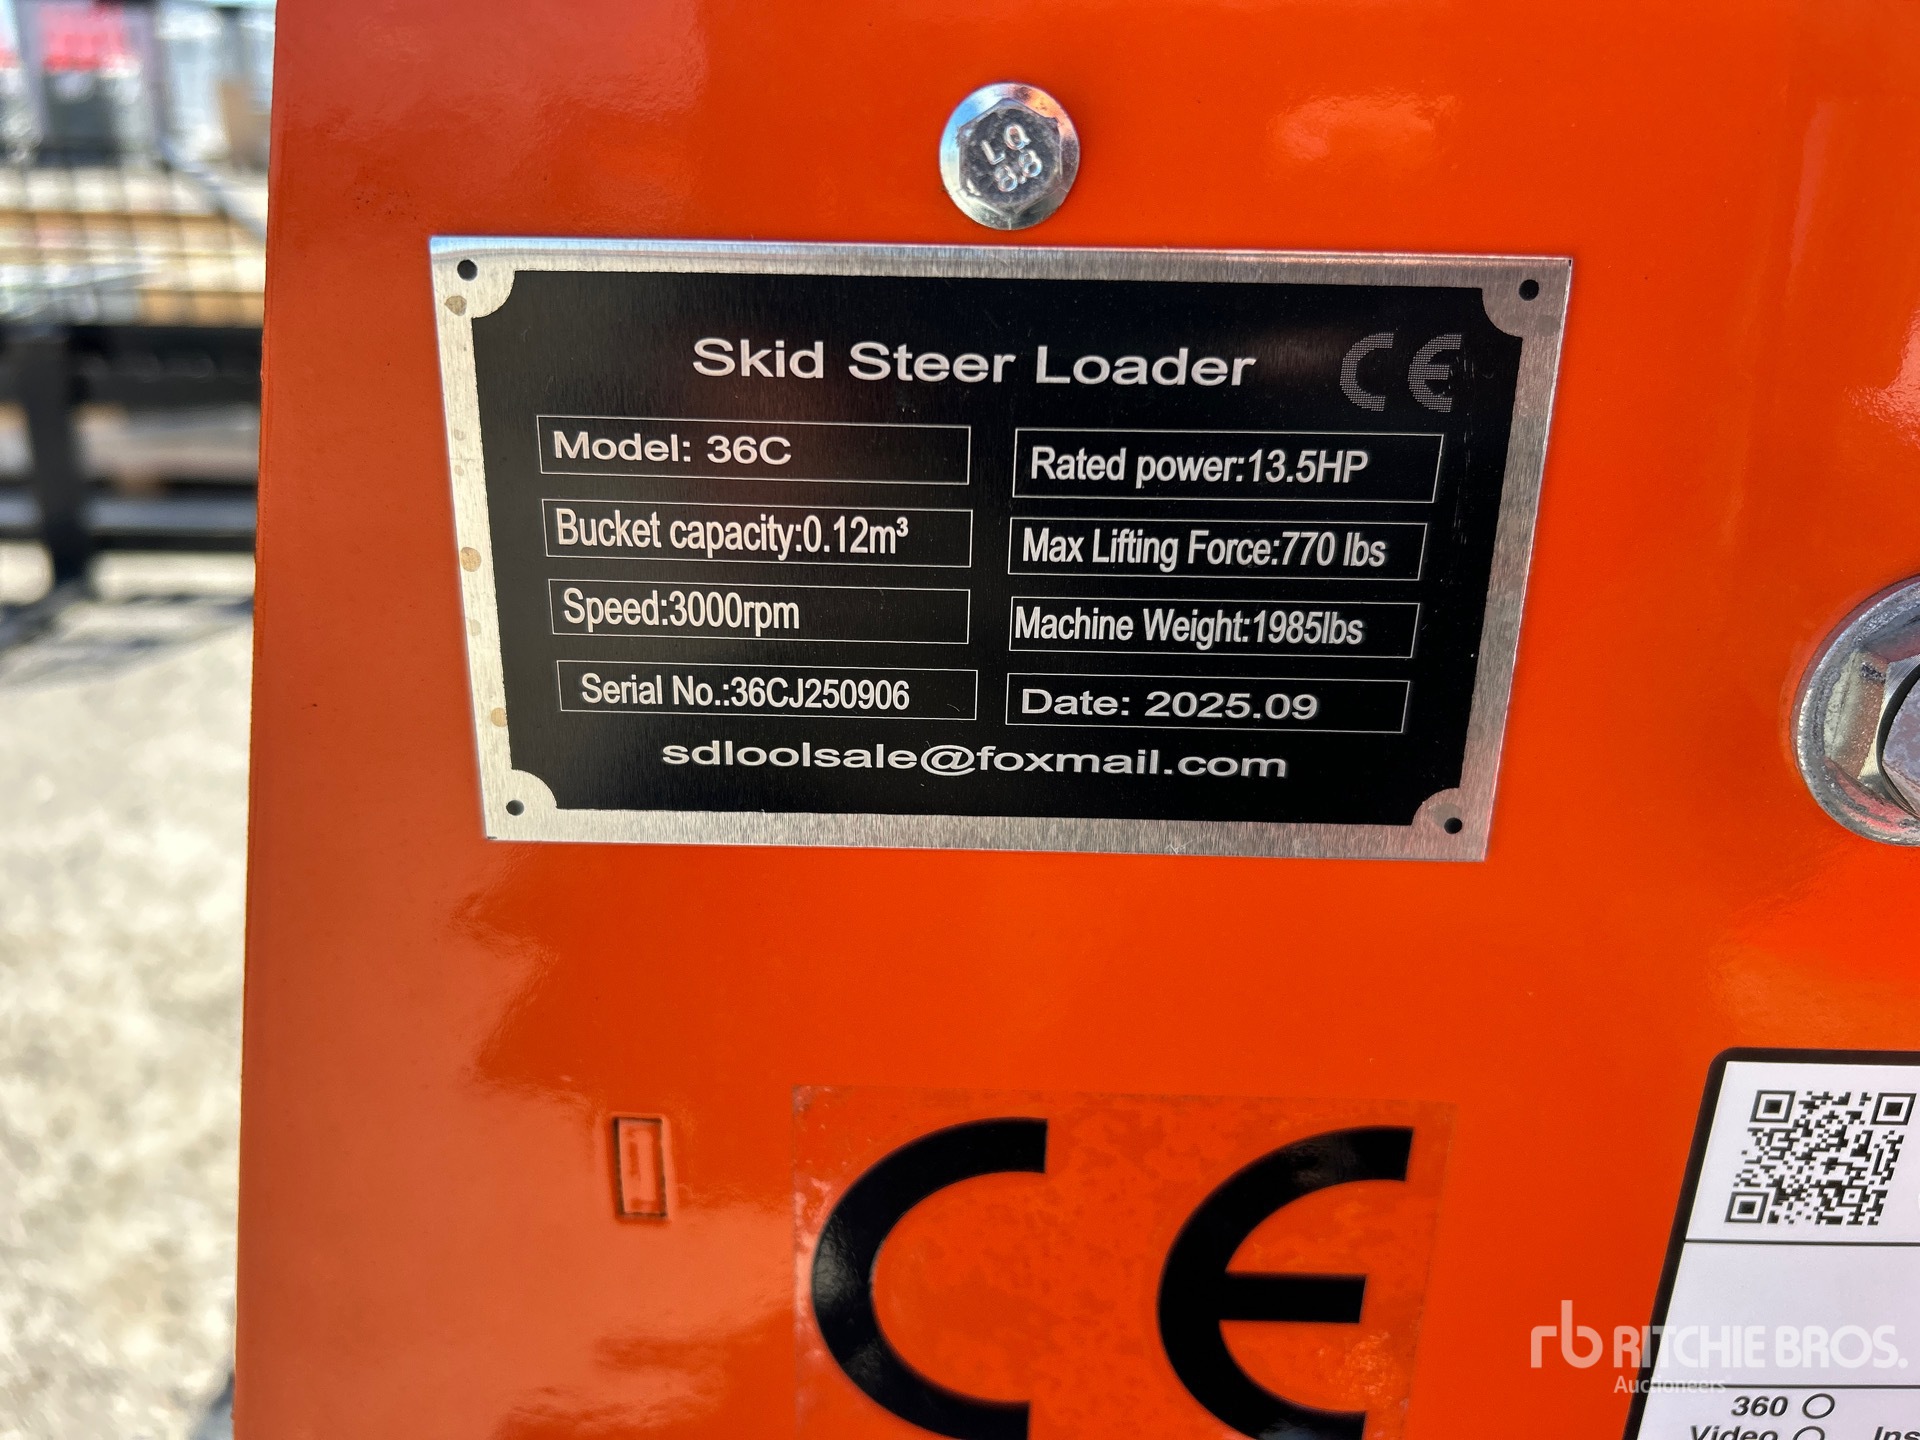 LQ
8.8
Skid Steer Loader CE
Model: 36C
Rated power:13.5HP
Bucket capacity:0.12m³
Max Lifting Force:770 lbs
Speed:3000rpm
Machine Weight:1985lbs
Serial No.:36CJ250906
Date: 2025.09
sdloolsale@foxmail.com
CE
rb RITCHIE BROS.
Auctioneers
360
Video